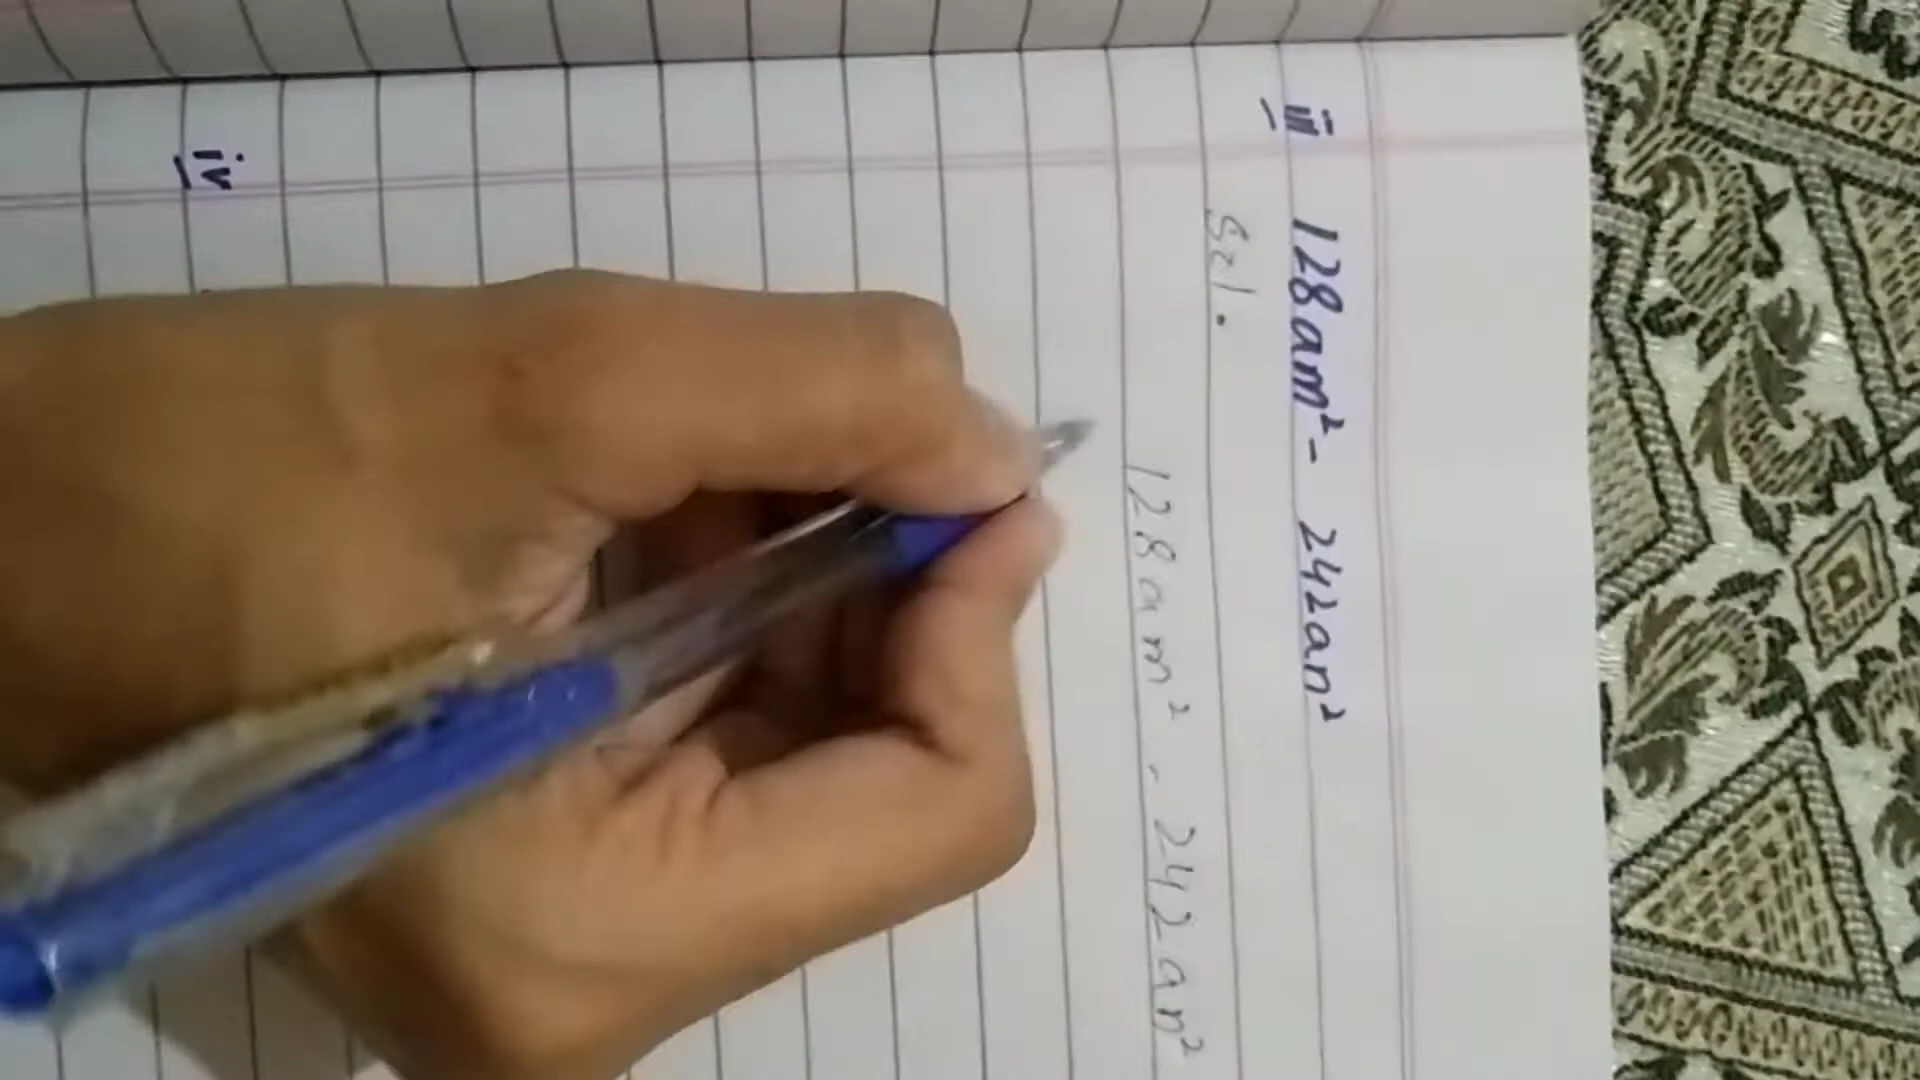 iii 128am² - 242an²
Sol.
128am² - 242an²
iv